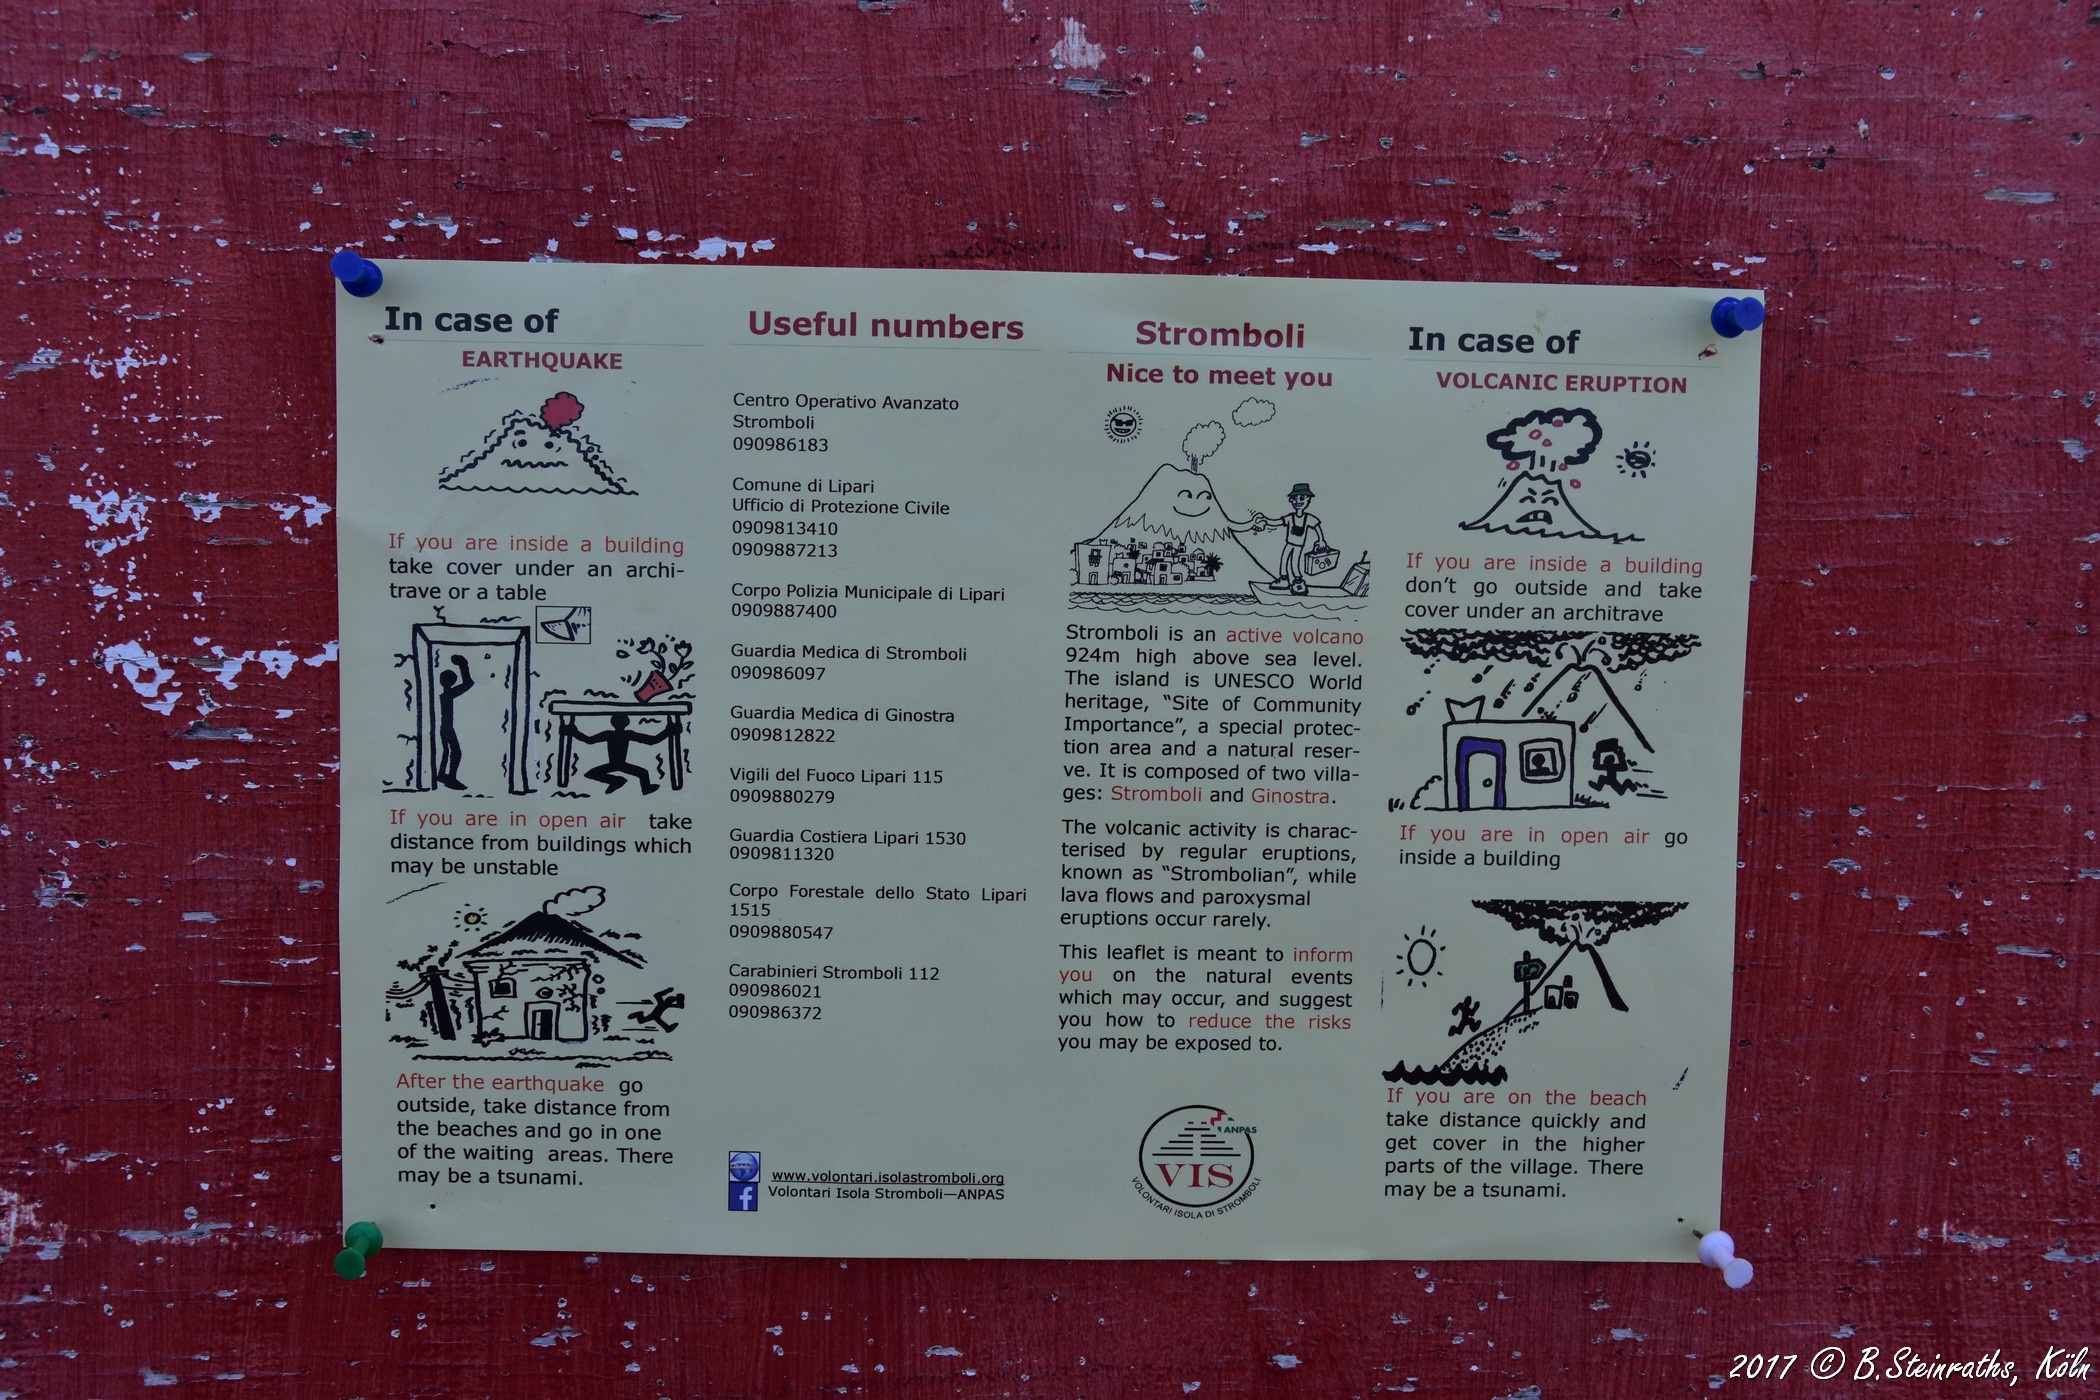 In case of
EARTHQUAKE
If you are inside a building
take cover under an archi-
trave or a table
If you are in open air take
distance from buildings which
may be unstable
After the earthquake go
outside, take distance from
the beaches and go in one
of the waiting areas. There
may be a tsunami.
Useful numbers
Centro Operativo Avanzato
Stromboli
090986183
Comune di Lipari
Ufficio di Protezione Civile
0909813410
0909887213
Corpo Polizia Municipale di Lipari
0909887400
Guardia Medica di Stromboli
090986097
Guardia Medica di Ginostra
0909812822
Vigili del Fuoco Lipari 115
0909880279
Guardia Costiera Lipari 1530
0909811320
Corpo Forestale dello Stato Lipari
1515
0909880547
Carabinieri Stromboli 112
090986021
090986372
www.volontari.isolastromboli.org
Volontari Isola Stromboli—ANPAS
Stromboli
Nice to meet you
Stromboli is an active volcano
924m high above sea level.
The island is UNESCO World
heritage, “Site of Community
Importance”, a special protec-
tion area and a natural reser-
ve. It is composed of two villa-
ges: Stromboli and Ginostra.
The volcanic activity is charac-
terised by regular eruptions,
known as “Strombolian”, while
lava flows and paroxysmal
eruptions occur rarely.
This leaflet is meant to inform
you on the natural events
which may occur, and suggest
you how to reduce the risks
you may be exposed to.
ANPAS
VIS
VOLONTARI ISOLA DI STROMBOLI
In case of
VOLCANIC ERUPTION
If you are inside a building
don't go outside and take
cover under an architrave
If you are in open air go
inside a building
If you are on the beach
take distance quickly and
get cover in the higher
parts of the village. There
may be a tsunami.
2017 © B.Steinraths, Köln